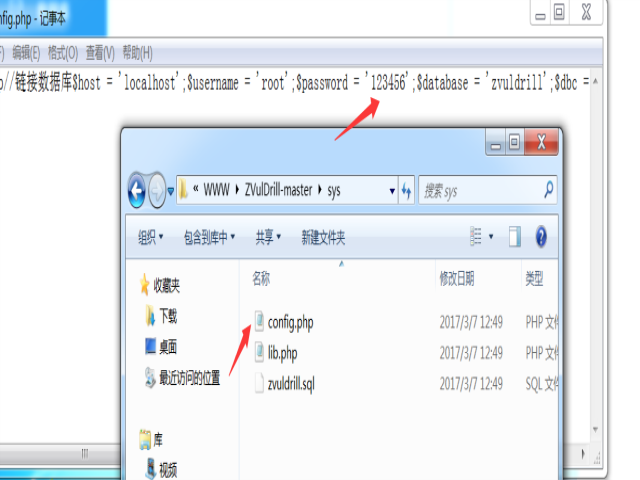 nfig.php - 记事本
编辑(E) 格式(O) 查看(V) 帮助(H)
//链接数据库$host = 'localhost';$username = 'root';$password = '123456';$database = 'zvuldrill';$dbc =
« WWW ZVulDrill-master sys
搜索 sys
组织 包含到库中 共享 新建文件夹
名称 修改日期 类型
收藏夹
下载
桌面
最近访问的位置
库
视频
config.php 2017/3/7 12:49 PHP 文
lib.php 2017/3/7 12:49 PHP 文
zvuldrill.sql 2017/3/7 12:49 SQL 文